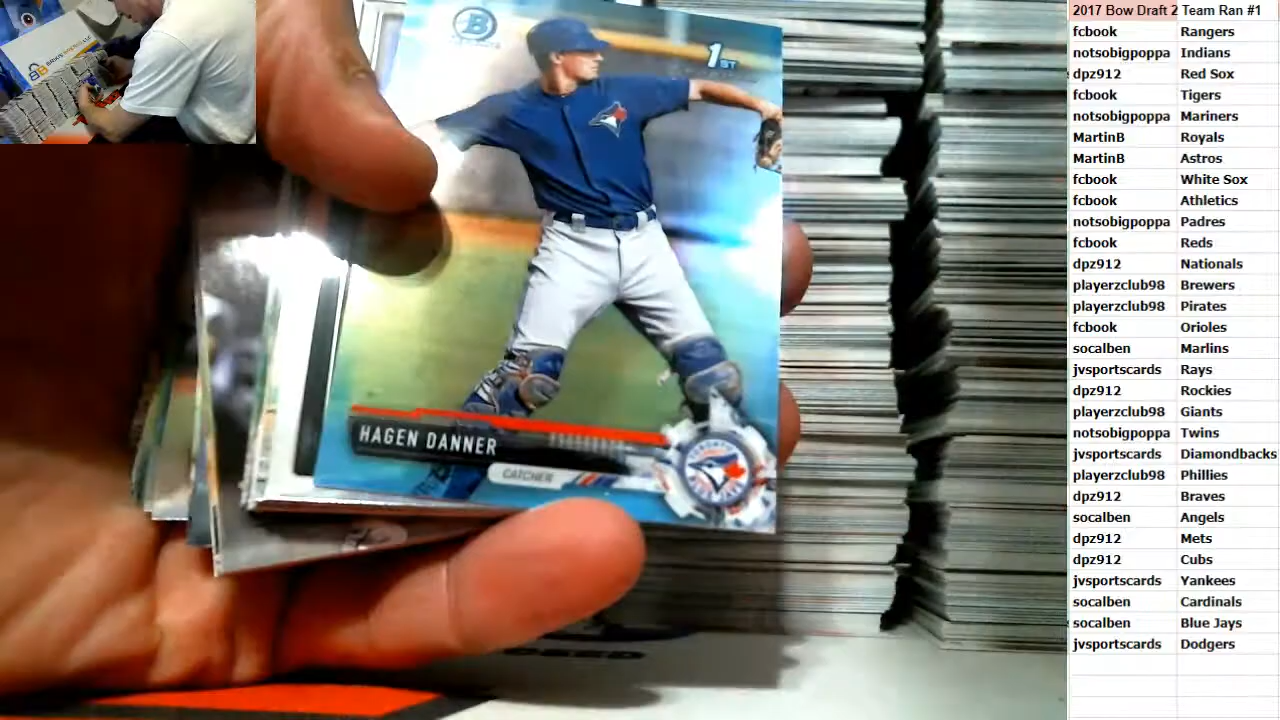 1ST
HAGEN DANNER
CATCHER
2017 Bow Draft 2 Team Ran #1
fcbook Rangers
notsobigpoppa Indians
dpz912 Red Sox
fcbook Tigers
notsobigpoppa Mariners
MartinB Royals
MartinB Astros
fcbook White Sox
fcbook Athletics
notsobigpoppa Padres
fcbook Reds
dpz912 Nationals
playerzclub98 Brewers
playerzclub98 Pirates
fcbook Orioles
socalben Marlins
jvsportscards Rays
dpz912 Rockies
playerzclub98 Giants
notsobigpoppa Twins
jvsportscards Diamondbacks
playerzclub98 Phillies
dpz912 Braves
socalben Angels
dpz912 Mets
dpz912 Cubs
jvsportscards Yankees
socalben Cardinals
socalben Blue Jays
jvsportscards Dodgers